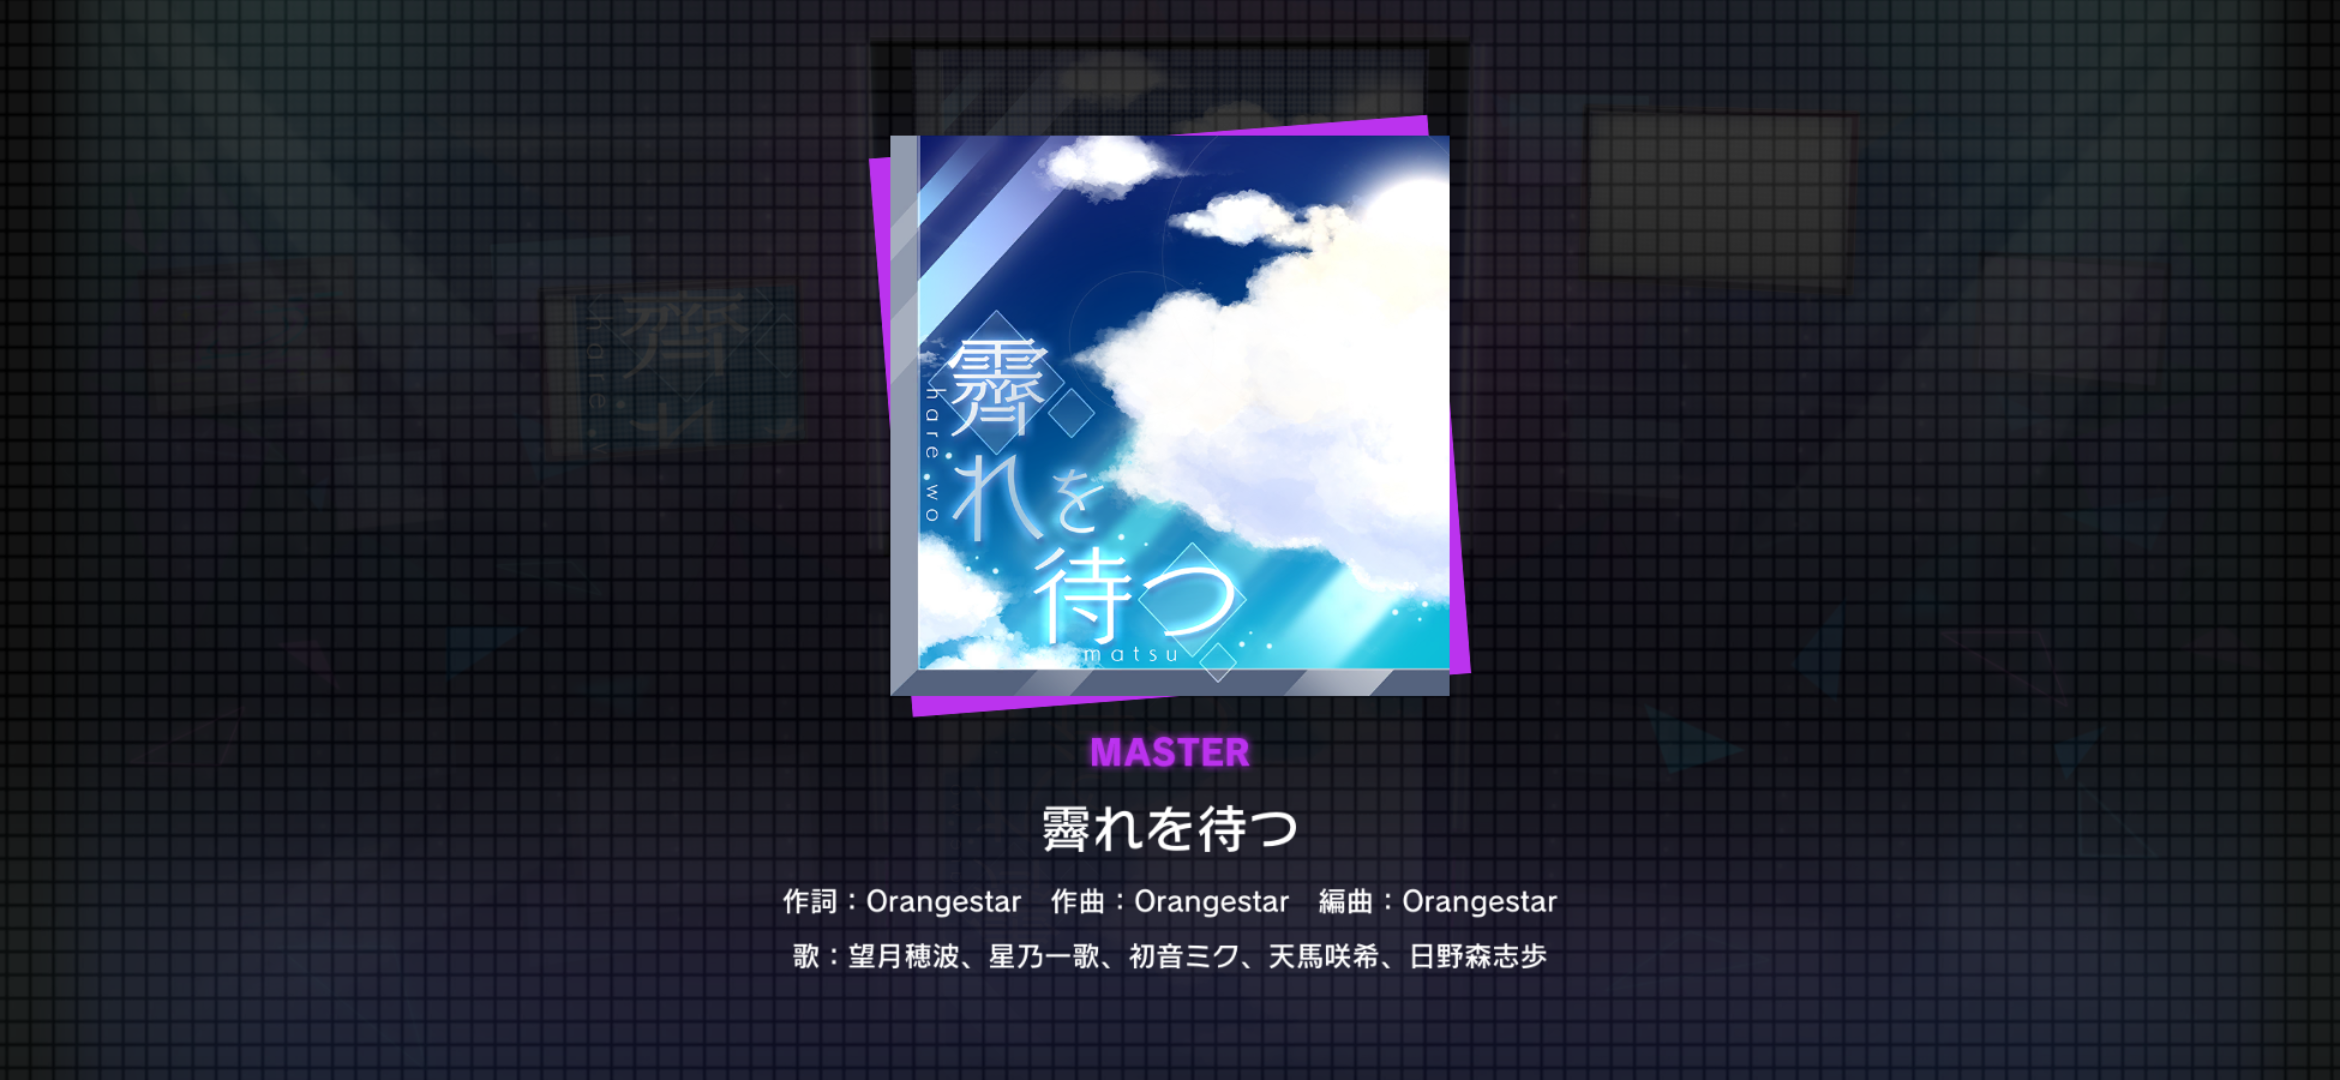 霽
hare wo
れを
待つ
matsu
MASTER
霽れを待つ
作詞：Orangestar　作曲：Orangestar　編曲：Orangestar
歌：望月穂波、星乃一歌、初音ミク、天馬咲希、日野森志歩